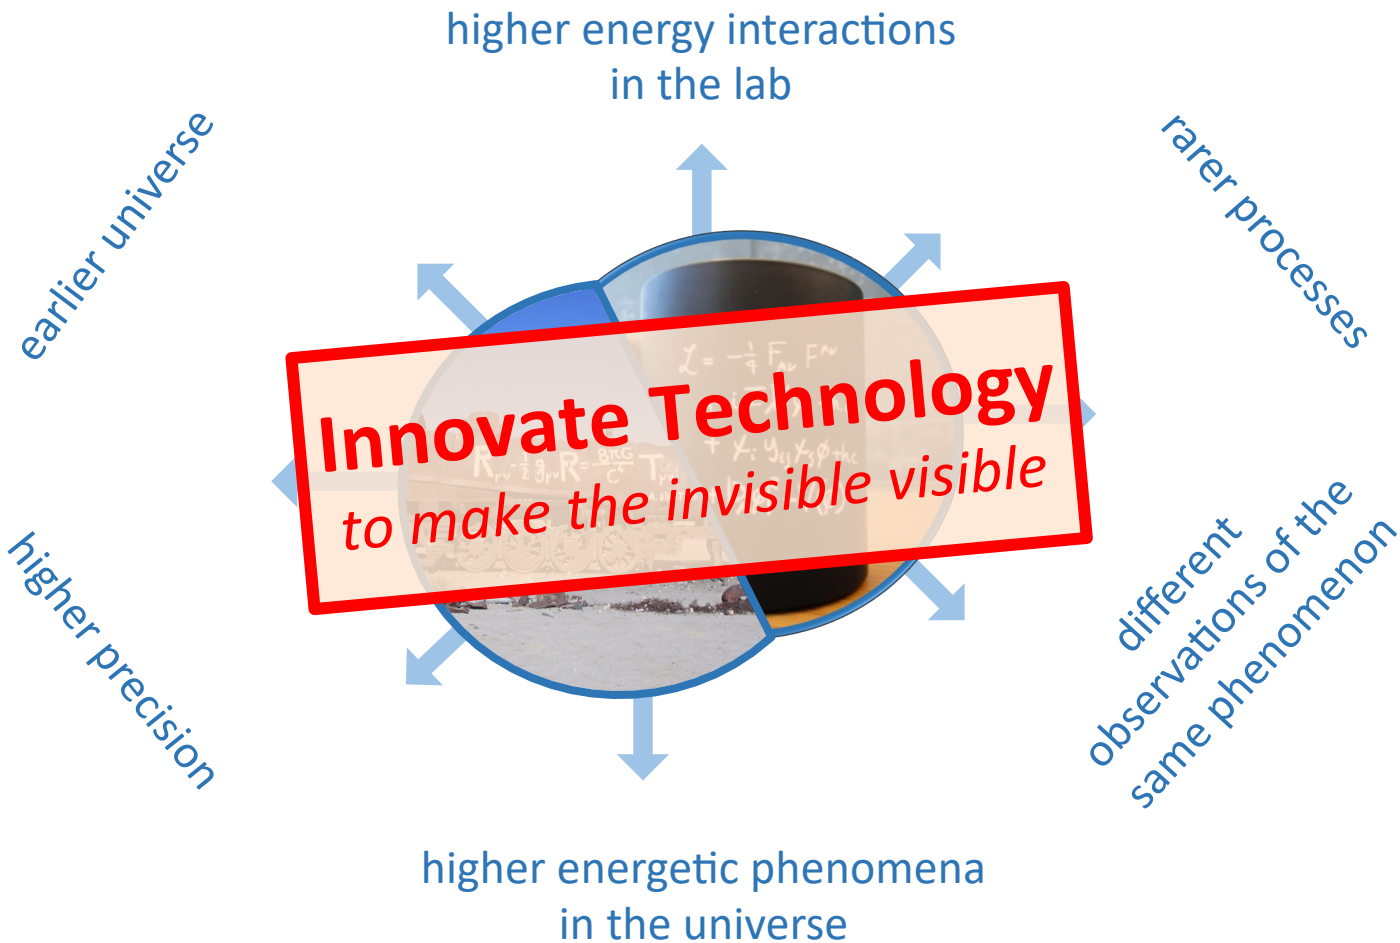 higher energy interactions
in the lab
earlier universe
rarer processes
Innovate Technology
to make the invisible visible
higher precision
different
observations of the
same phenomenon
higher energetic phenomena
in the universe